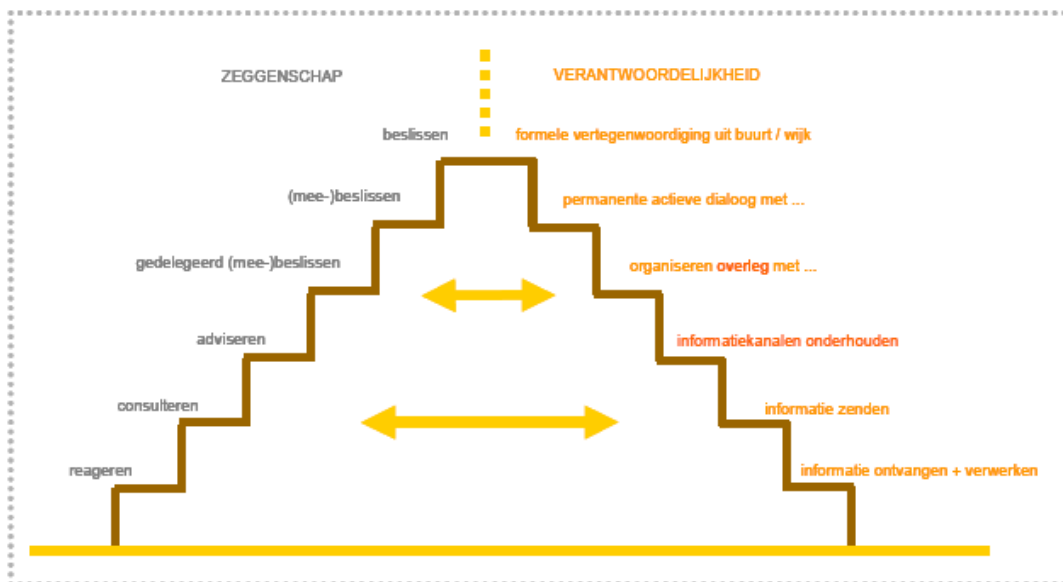 ZEGGENSCHAP
VERANTWOORDELIJKHEID
beslissen
formele vertegenwoordiging uit buurt / wijk
(mee-)beslissen
permanente actieve dialoog met ...
gedelegeerd (mee-)beslissen
organiseren overleg met ...
adviseren
informatiekanalen onderhouden
consulteren
informatie zenden
reageren
informatie ontvangen + verwerken